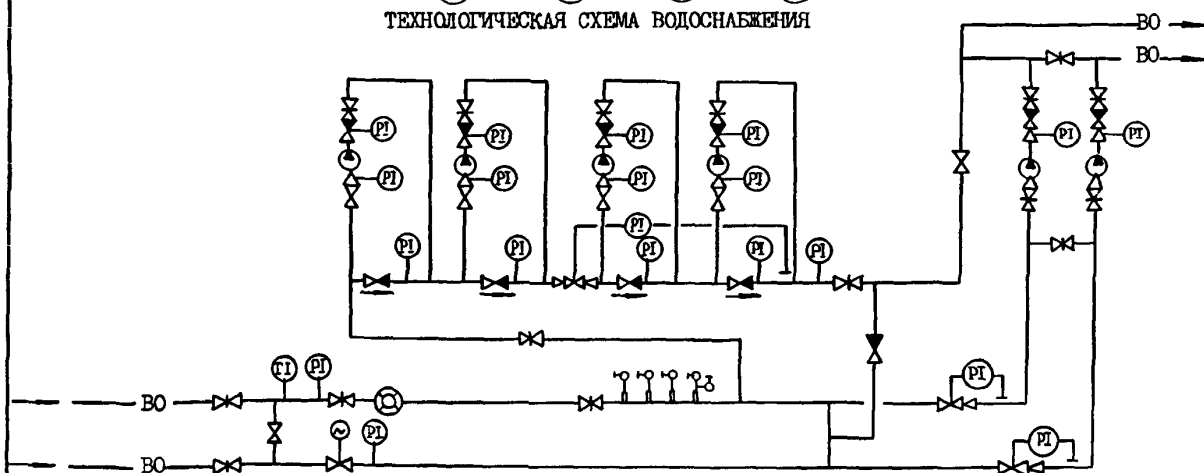 ТЕХНОЛОГИЧЕСКАЯ СХЕМА ВОДОСНАБЖЕНИЯ
ВО
ВО
PI PI PI PI PI PI
PI PI PI PI
PI
PI PI PI PI PI
TI PI PI
ВО
~ PI PI
ВО